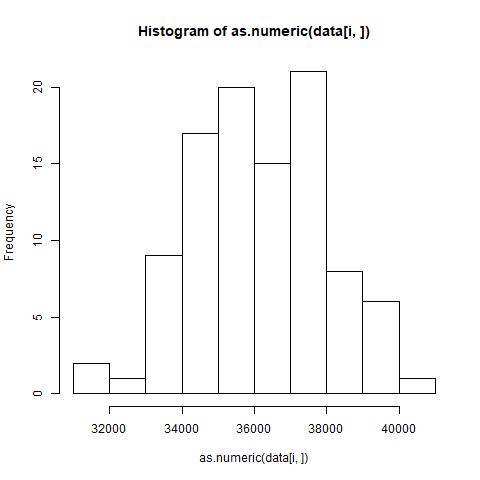 Histogram of as.numeric(data[i, ])
Frequency
20
15
10
5
0
32000 34000 36000 38000 40000
as.numeric(data[i, ])